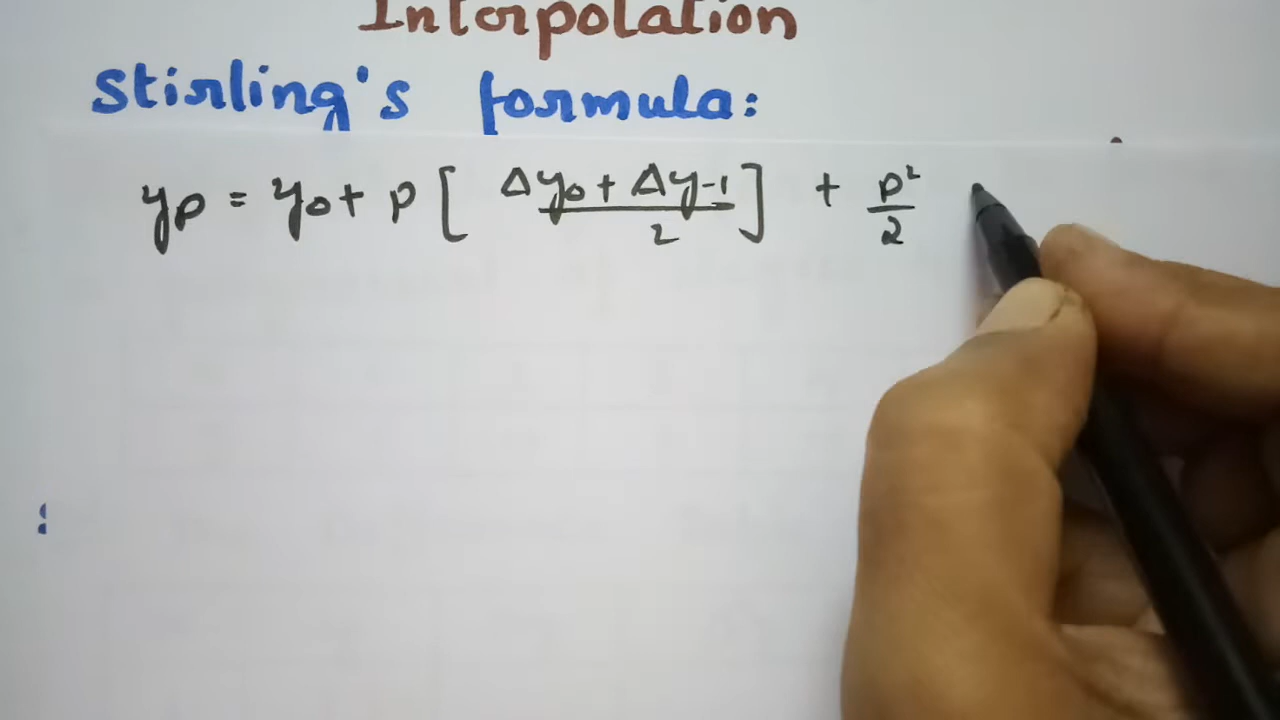 Interpolation
Stirling's formula:
yp = y0 + p [ Δy0 + Δy-1 / 2 ] + p² / 2
: